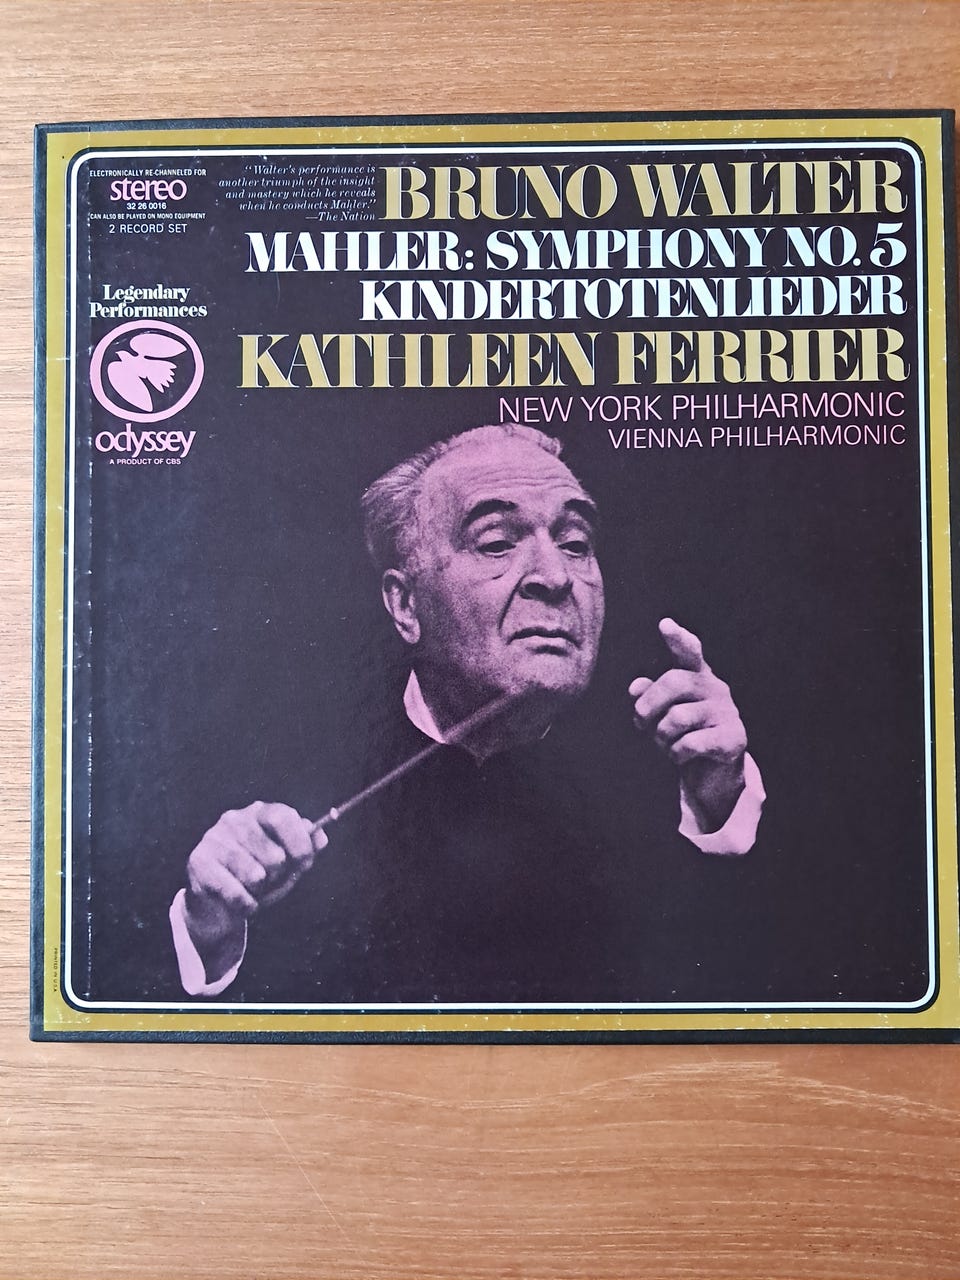 ELECTRONICALLY RE-CHANNELED FOR
stereo
32 26 0016
CAN ALSO BE PLAYED ON MONO EQUIPMENT
2 RECORD SET
"Walter's performance is
another triumph of the insight
and mastery which he reveals
when he conducts Mahler."
—The Nation
BRUNO WALTER
MAHLER: SYMPHONY NO. 5
KINDERTOTENLIEDER
KATHLEEN FERRIER
NEW YORK PHILHARMONIC
VIENNA PHILHARMONIC
Legendary
Performances
odyssey
A PRODUCT OF CBS
PRINTED IN U.S.A.